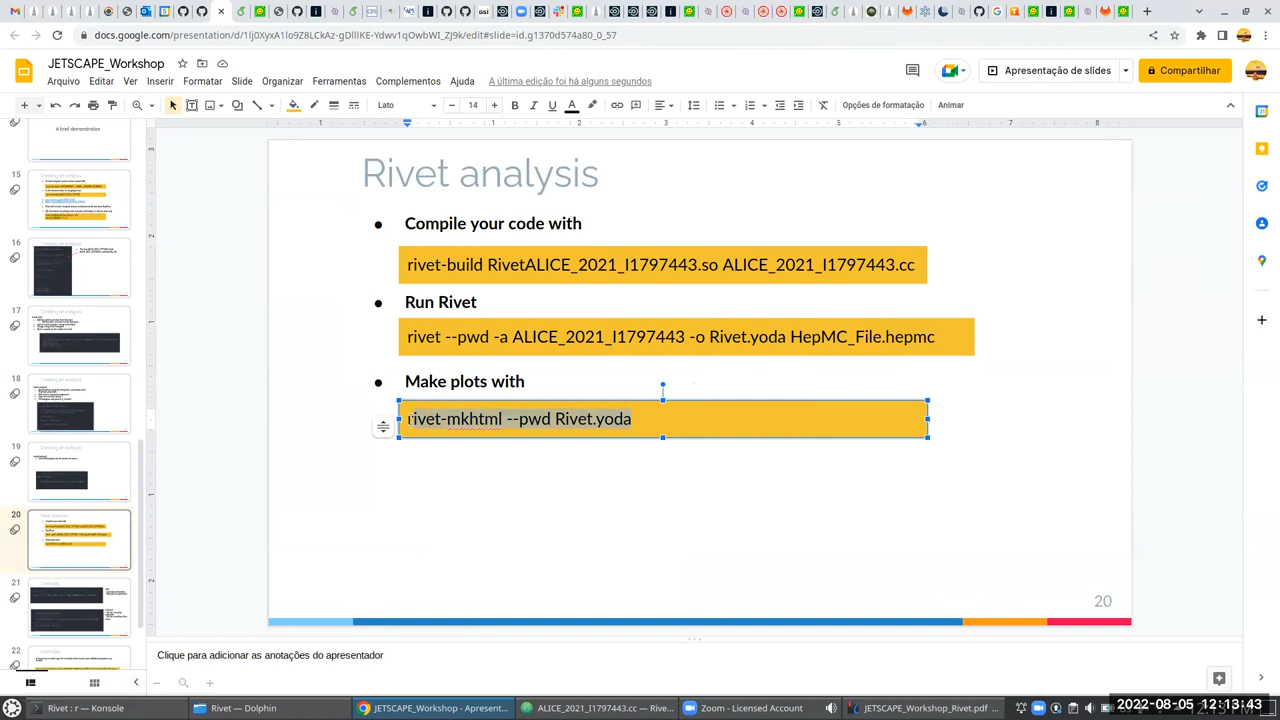 docs.google.com/presentation/d/1lj0XyxA1lo9Z8LCkAz-gDlllKE-Ydwv1qOwbWI_ZJ9k/edit#slide=id.g1370d574a80_0_57
JETSCAPE_Workshop
Arquivo Editar Ver Inserir Formatar Slide Organizar Ferramentas Complementos Ajuda A última edição foi há alguns segundos
Apresentação de slides
Compartilhar
Lato 14 Opções de formatação Animar
A brief demonstration
15
16
17
18
19
20
21
22
Rivet analysis
● Compile your code with
rivet-build RivetALICE_2021_I1797443.so ALICE_2021_I1797443.cc
● Run Rivet
rivet --pwd -a ALICE_2021_I1797443 -o Rivet.yoda HepMC_File.hepmc
● Make plots with
rivet-mkhtml --pwd Rivet.yoda
20
Clique para adicionar as anotações do apresentador
Rivet : r — Konsole
Rivet — Dolphin
JETSCAPE_Workshop - Apresent...
ALICE_2021_I1797443.cc — Rive...
Zoom - Licensed Account
JETSCAPE_Workshop_Rivet.pdf ...
2022-08-05 12:13:43